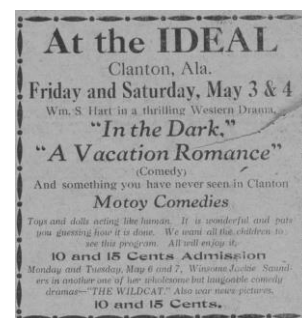 At the IDEAL
Clanton, Ala.
Friday and Saturday, May 3 & 4
Wm. S. Hart in a thrilling Western Drama,
"In the Dark."
"A Vacation Romance"
(Comedy)
And something you have never seen in Clanton
Motoy Comedies
Toys and dolls acting like human. It is wonderful and puts
you guessing how it is done. We want all the children to
see this program. All will enjoy it.
10 and 15 Cents Admission
Monday and Tuesday, May 6 and 7, Winsome Jackie Saund-
ers in another one of her wholesome but laugable comedy
dramas—"THE WILDCAT." Also war news pictures.
10 and 15 Cents.